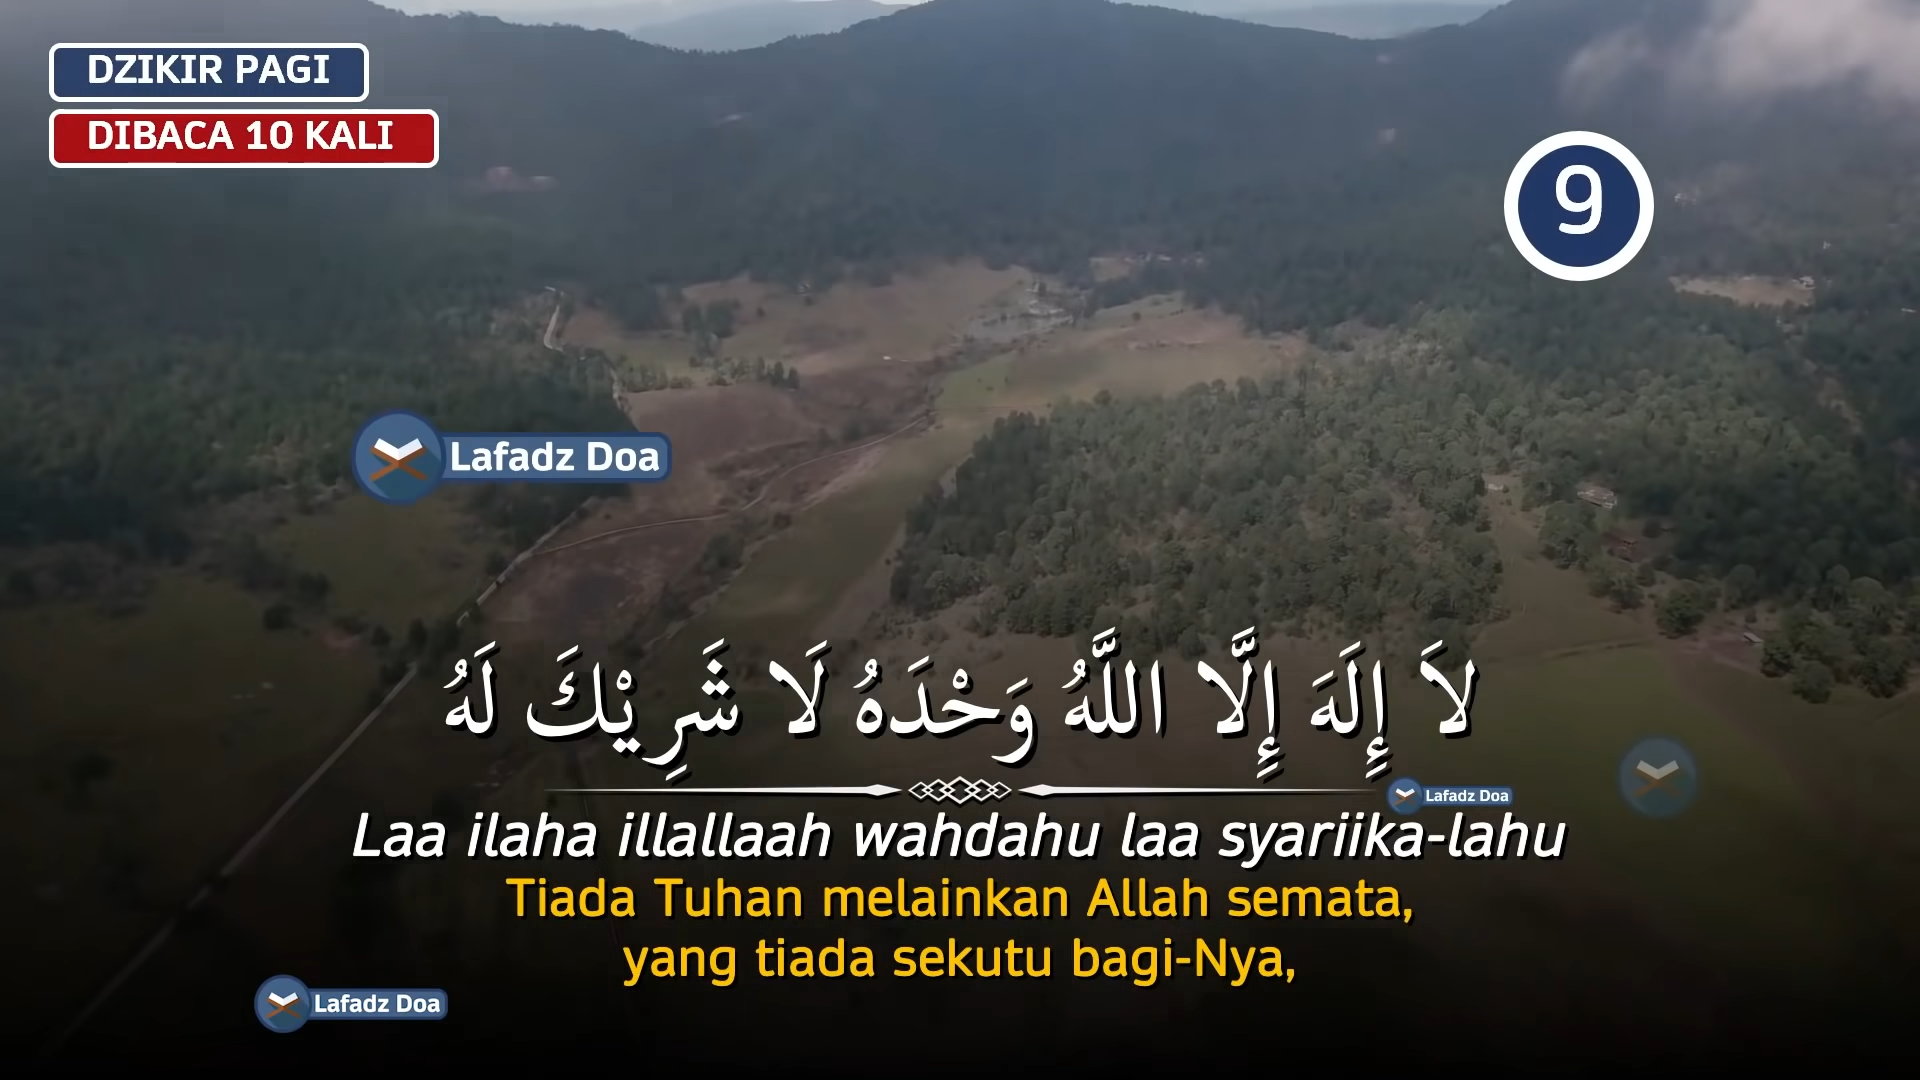 DZIKIR PAGI
DIBACA 10 KALI
9
Lafadz Doa
لاَ إِلَهَ إِلَّا اللَّهُ وَحْدَهُ لَا شَرِيْكَ لَهُ
Lafadz Doa
Laa ilaha illallaah wahdahu laa syariika-lahu
Tiada Tuhan melainkan Allah semata,
yang tiada sekutu bagi-Nya,
Lafadz Doa